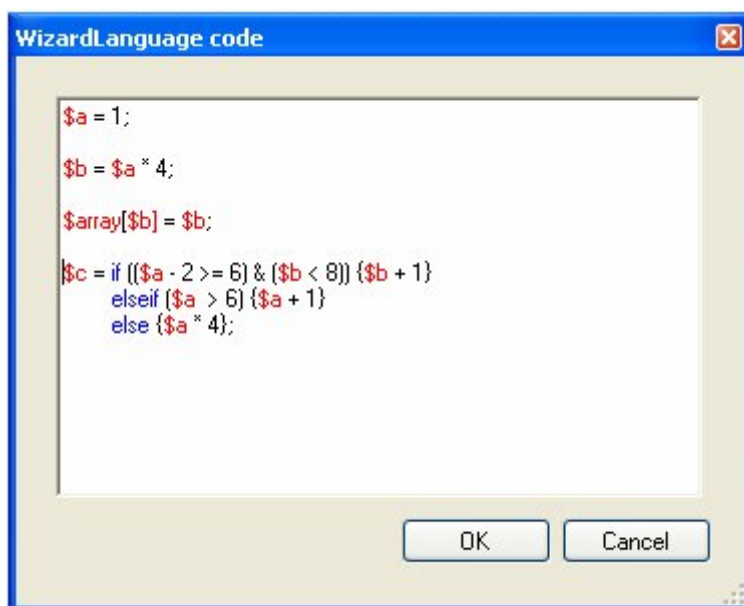 WizardLanguage code
$a = 1;
$b = $a * 4;
$array[$b] = $b;
$c = if (($a - 2 >= 6) & ($b < 8)) {$b + 1}
elseif ($a  > 6) {$a + 1}
else {$a * 4};
OK Cancel